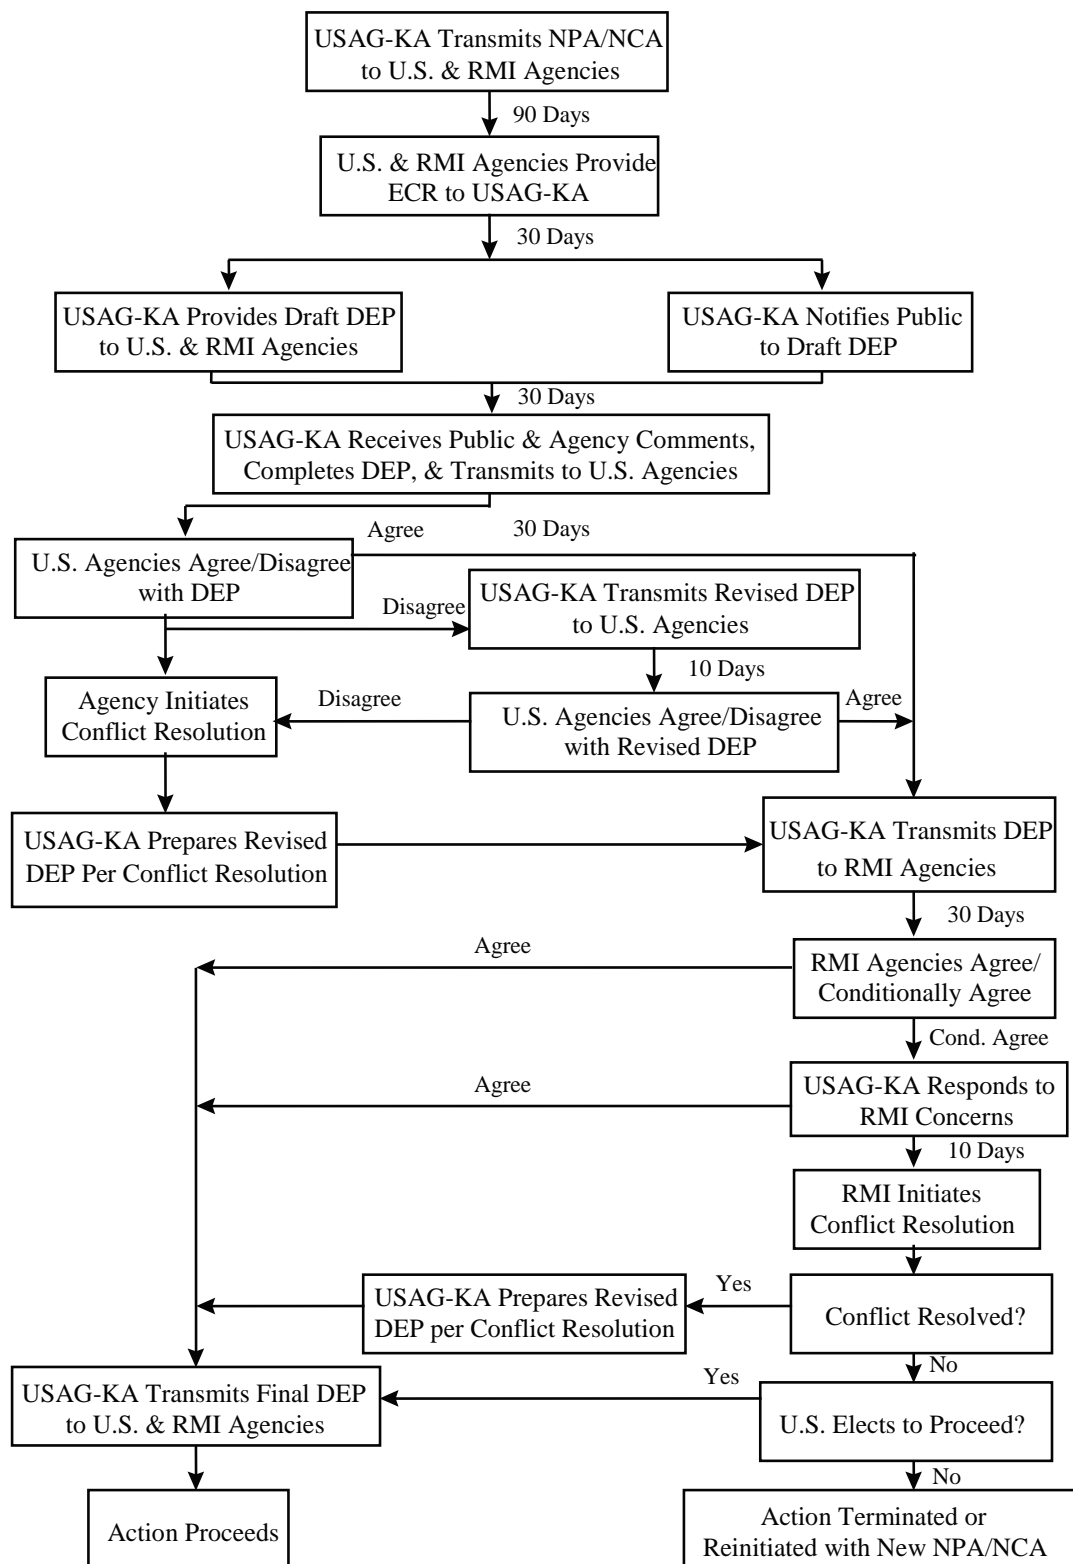 USAG-KA Transmits NPA/NCA
to U.S. & RMI Agencies
90 Days
U.S. & RMI Agencies Provide
ECR to USAG-KA
30 Days
USAG-KA Provides Draft DEP
to U.S. & RMI Agencies
USAG-KA Notifies Public
to Draft DEP
30 Days
USAG-KA Receives Public & Agency Comments,
Completes DEP, & Transmits to U.S. Agencies
Agree
30 Days
U.S. Agencies Agree/Disagree
with DEP
Disagree
USAG-KA Transmits Revised DEP
to U.S. Agencies
10 Days
Agency Initiates
Conflict Resolution
Disagree
U.S. Agencies Agree/Disagree
with Revised DEP
Agree
USAG-KA Prepares Revised
DEP Per Conflict Resolution
USAG-KA Transmits DEP
to RMI Agencies
30 Days
Agree
RMI Agencies Agree/
Conditionally Agree
Cond. Agree
Agree
USAG-KA Responds to
RMI Concerns
10 Days
RMI Initiates
Conflict Resolution
USAG-KA Prepares Revised
DEP per Conflict Resolution
Yes
Conflict Resolved?
No
USAG-KA Transmits Final DEP
to U.S. & RMI Agencies
Yes
U.S. Elects to Proceed?
No
Action Proceeds
Action Terminated or
Reinitiated with New NPA/NCA